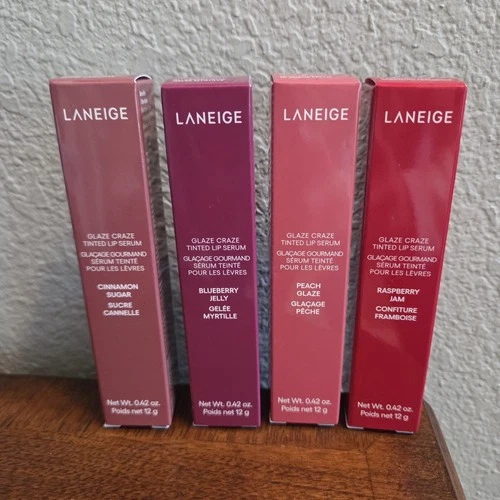 LANEIGE
GLAZE CRAZE
TINTED LIP SERUM
GLAÇAGE GOURMAND
SÉRUM TEINTÉ
POUR LES LÈVRES
CINNAMON
SUGAR
SUCRE
CANNELLE
Net Wt. 0.42 oz.
Poids net 12 g
LANEIGE
GLAZE CRAZE
TINTED LIP SERUM
GLAÇAGE GOURMAND
SÉRUM TEINTÉ
POUR LES LÈVRES
BLUEBERRY
JELLY
GELÉE
MYRTILLE
Net Wt. 0.42 oz.
Poids net 12 g
LANEIGE
GLAZE CRAZE
TINTED LIP SERUM
GLAÇAGE GOURMAND
SÉRUM TEINTÉ
POUR LES LÈVRES
PEACH
GLAZE
GLAÇAGE
PÊCHE
Net Wt. 0.42 oz.
Poids net 12 g
LANEIGE
GLAZE CRAZE
TINTED LIP SERUM
GLAÇAGE GOURMAND
SÉRUM TEINTÉ
POUR LES LÈVRES
RASPBERRY
JAM
CONFITURE
FRAMBOISE
Net Wt. 0.42 oz.
Poids net 12 g